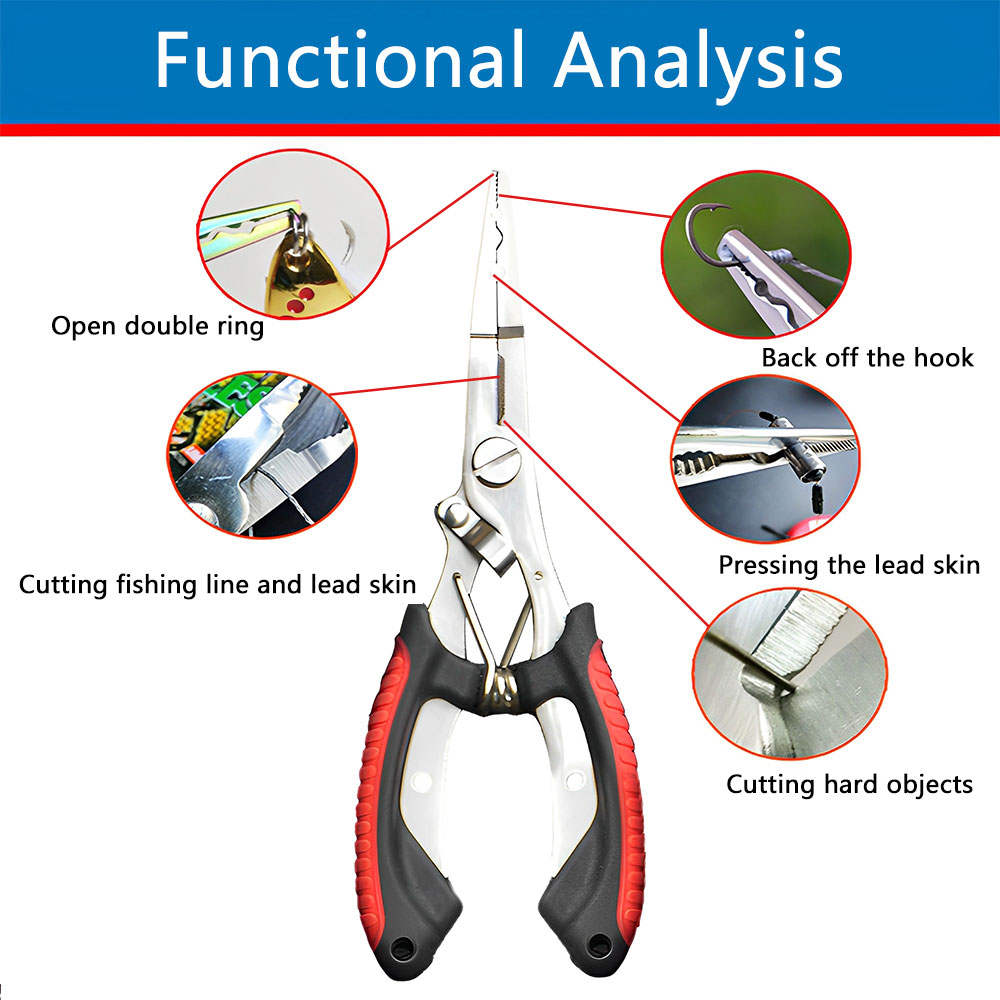 Functional Analysis
Open double ring
Back off the hook
Cutting fishing line and lead skin
Pressing the lead skin
Cutting hard objects